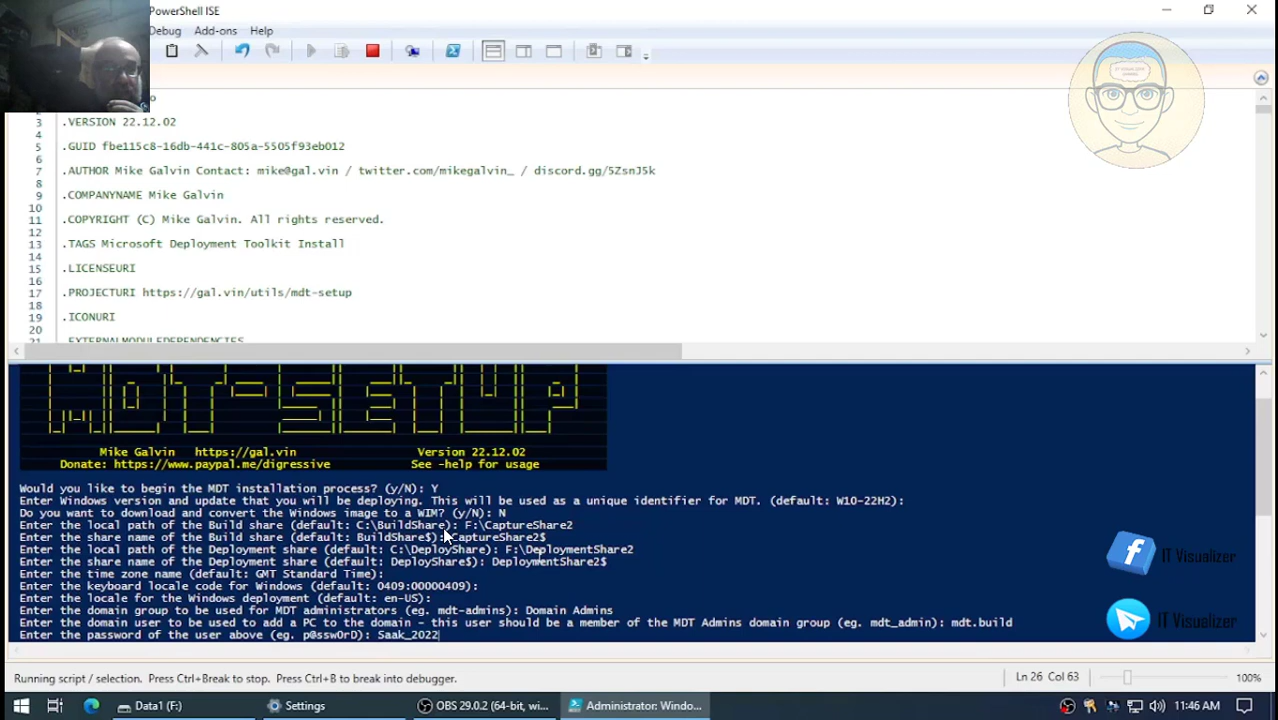 PowerShell ISE
Debug Add-ons Help
IT VISUALIZER
CHANNEL
3 .VERSION 22.12.02
4
5 .GUID fbe115c8-16db-441c-805a-5505f93eb012
6
7 .AUTHOR Mike Galvin Contact: mike@gal.vin / twitter.com/mikegalvin_ / discord.gg/5ZsnJ5k
8
9 .COMPANYNAME Mike Galvin
10
11 .COPYRIGHT (C) Mike Galvin. All rights reserved.
12
13 .TAGS Microsoft Deployment Toolkit Install
14
15 .LICENSEURI
16
17 .PROJECTURI https://gal.vin/utils/mdt-setup
18
19 .ICONURI
20
21 .EXTERNALMODULEDEPENDENCIES
MDT-SETUP
Mike Galvin https://gal.vin Version 22.12.02
Donate: https://www.paypal.me/digressive See -help for usage
Would you like to begin the MDT installation process? (y/N): Y
Enter Windows version and update that you will be deploying. This will be used as a unique identifier for MDT. (default: W10-22H2):
Do you want to download and convert the Windows image to a WIM? (y/N): N
Enter the local path of the Build share (default: C:\BuildShare): F:\CaptureShare2
Enter the share name of the Build share (default: BuildShare$): CaptureShare2$
Enter the local path of the Deployment share (default: C:\DeployShare): F:\DeploymentShare2
Enter the share name of the Deployment share (default: DeployShare$): DeploymentShare2$
Enter the time zone name (default: GMT Standard Time):
Enter the keyboard locale code for Windows (default: 0409:00000409):
Enter the locale for the Windows deployment (default: en-US):
Enter the domain group to be used for MDT administrators (eg. mdt-admins): Domain Admins
Enter the domain user to be used to add a PC to the domain - this user should be a member of the MDT Admins domain group (eg. mdt_admin): mdt.build
Enter the password of the user above (eg. p@ssw0rD): Saak_2022
IT Visualizer
IT Visualizer
Running script / selection. Press Ctrl+Break to stop. Press Ctrl+B to break into debugger.
Ln 26 Col 63 100%
Data1 (F:) Settings OBS 29.0.2 (64-bit, wi... Administrator: Windo... 11:46 AM